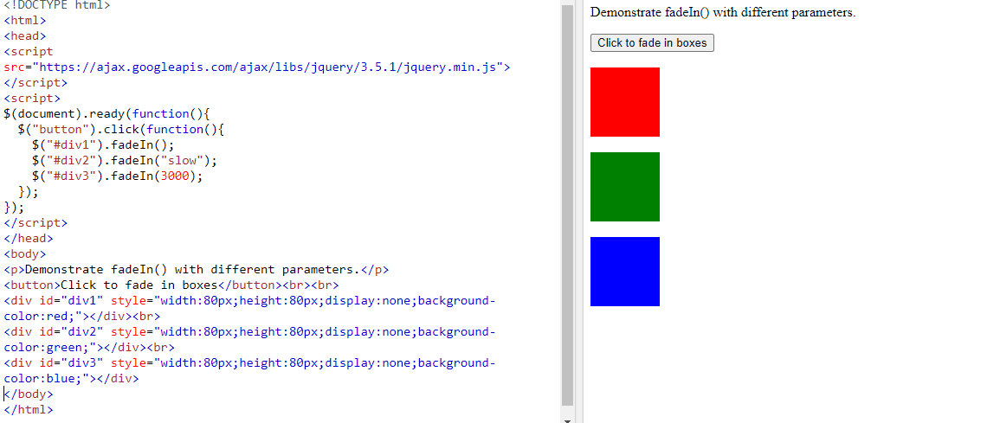 <!DOCTYPE html>
<html>
<head>
<script
src="https://ajax.googleapis.com/ajax/libs/jquery/3.5.1/jquery.min.js">
</script>
<script>
$(document).ready(function(){
  $("button").click(function(){
    $("#div1").fadeIn();
    $("#div2").fadeIn("slow");
    $("#div3").fadeIn(3000);
  });
});
</script>
</head>
<body>
<p>Demonstrate fadeIn() with different parameters.</p>
<button>Click to fade in boxes</button><br><br>
<div id="div1" style="width:80px;height:80px;display:none;background-
color:red;"></div><br>
<div id="div2" style="width:80px;height:80px;display:none;background-
color:green;"></div><br>
<div id="div3" style="width:80px;height:80px;display:none;background-
color:blue;"></div>
</body>
</html>
Demonstrate fadeIn() with different parameters.
Click to fade in boxes